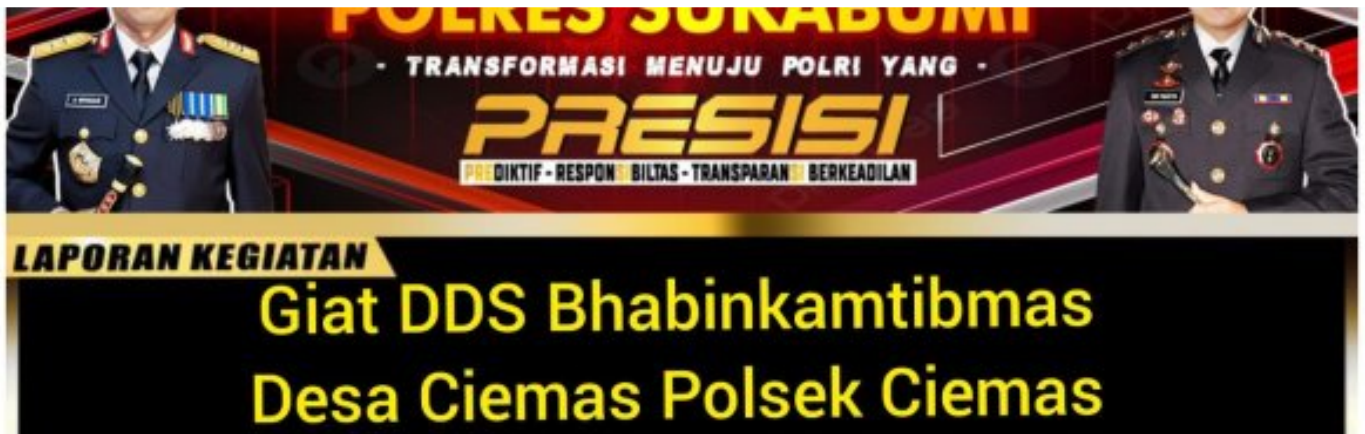 POLRES SUKABUMI
- TRANSFORMASI MENUJU POLRI YANG -
PRESISI
PREDIKTIF - RESPONSIBILTAS - TRANSPARANSI BERKEADILAN
LAPORAN KEGIATAN
Giat DDS Bhabinkamtibmas
Desa Ciemas Polsek Ciemas